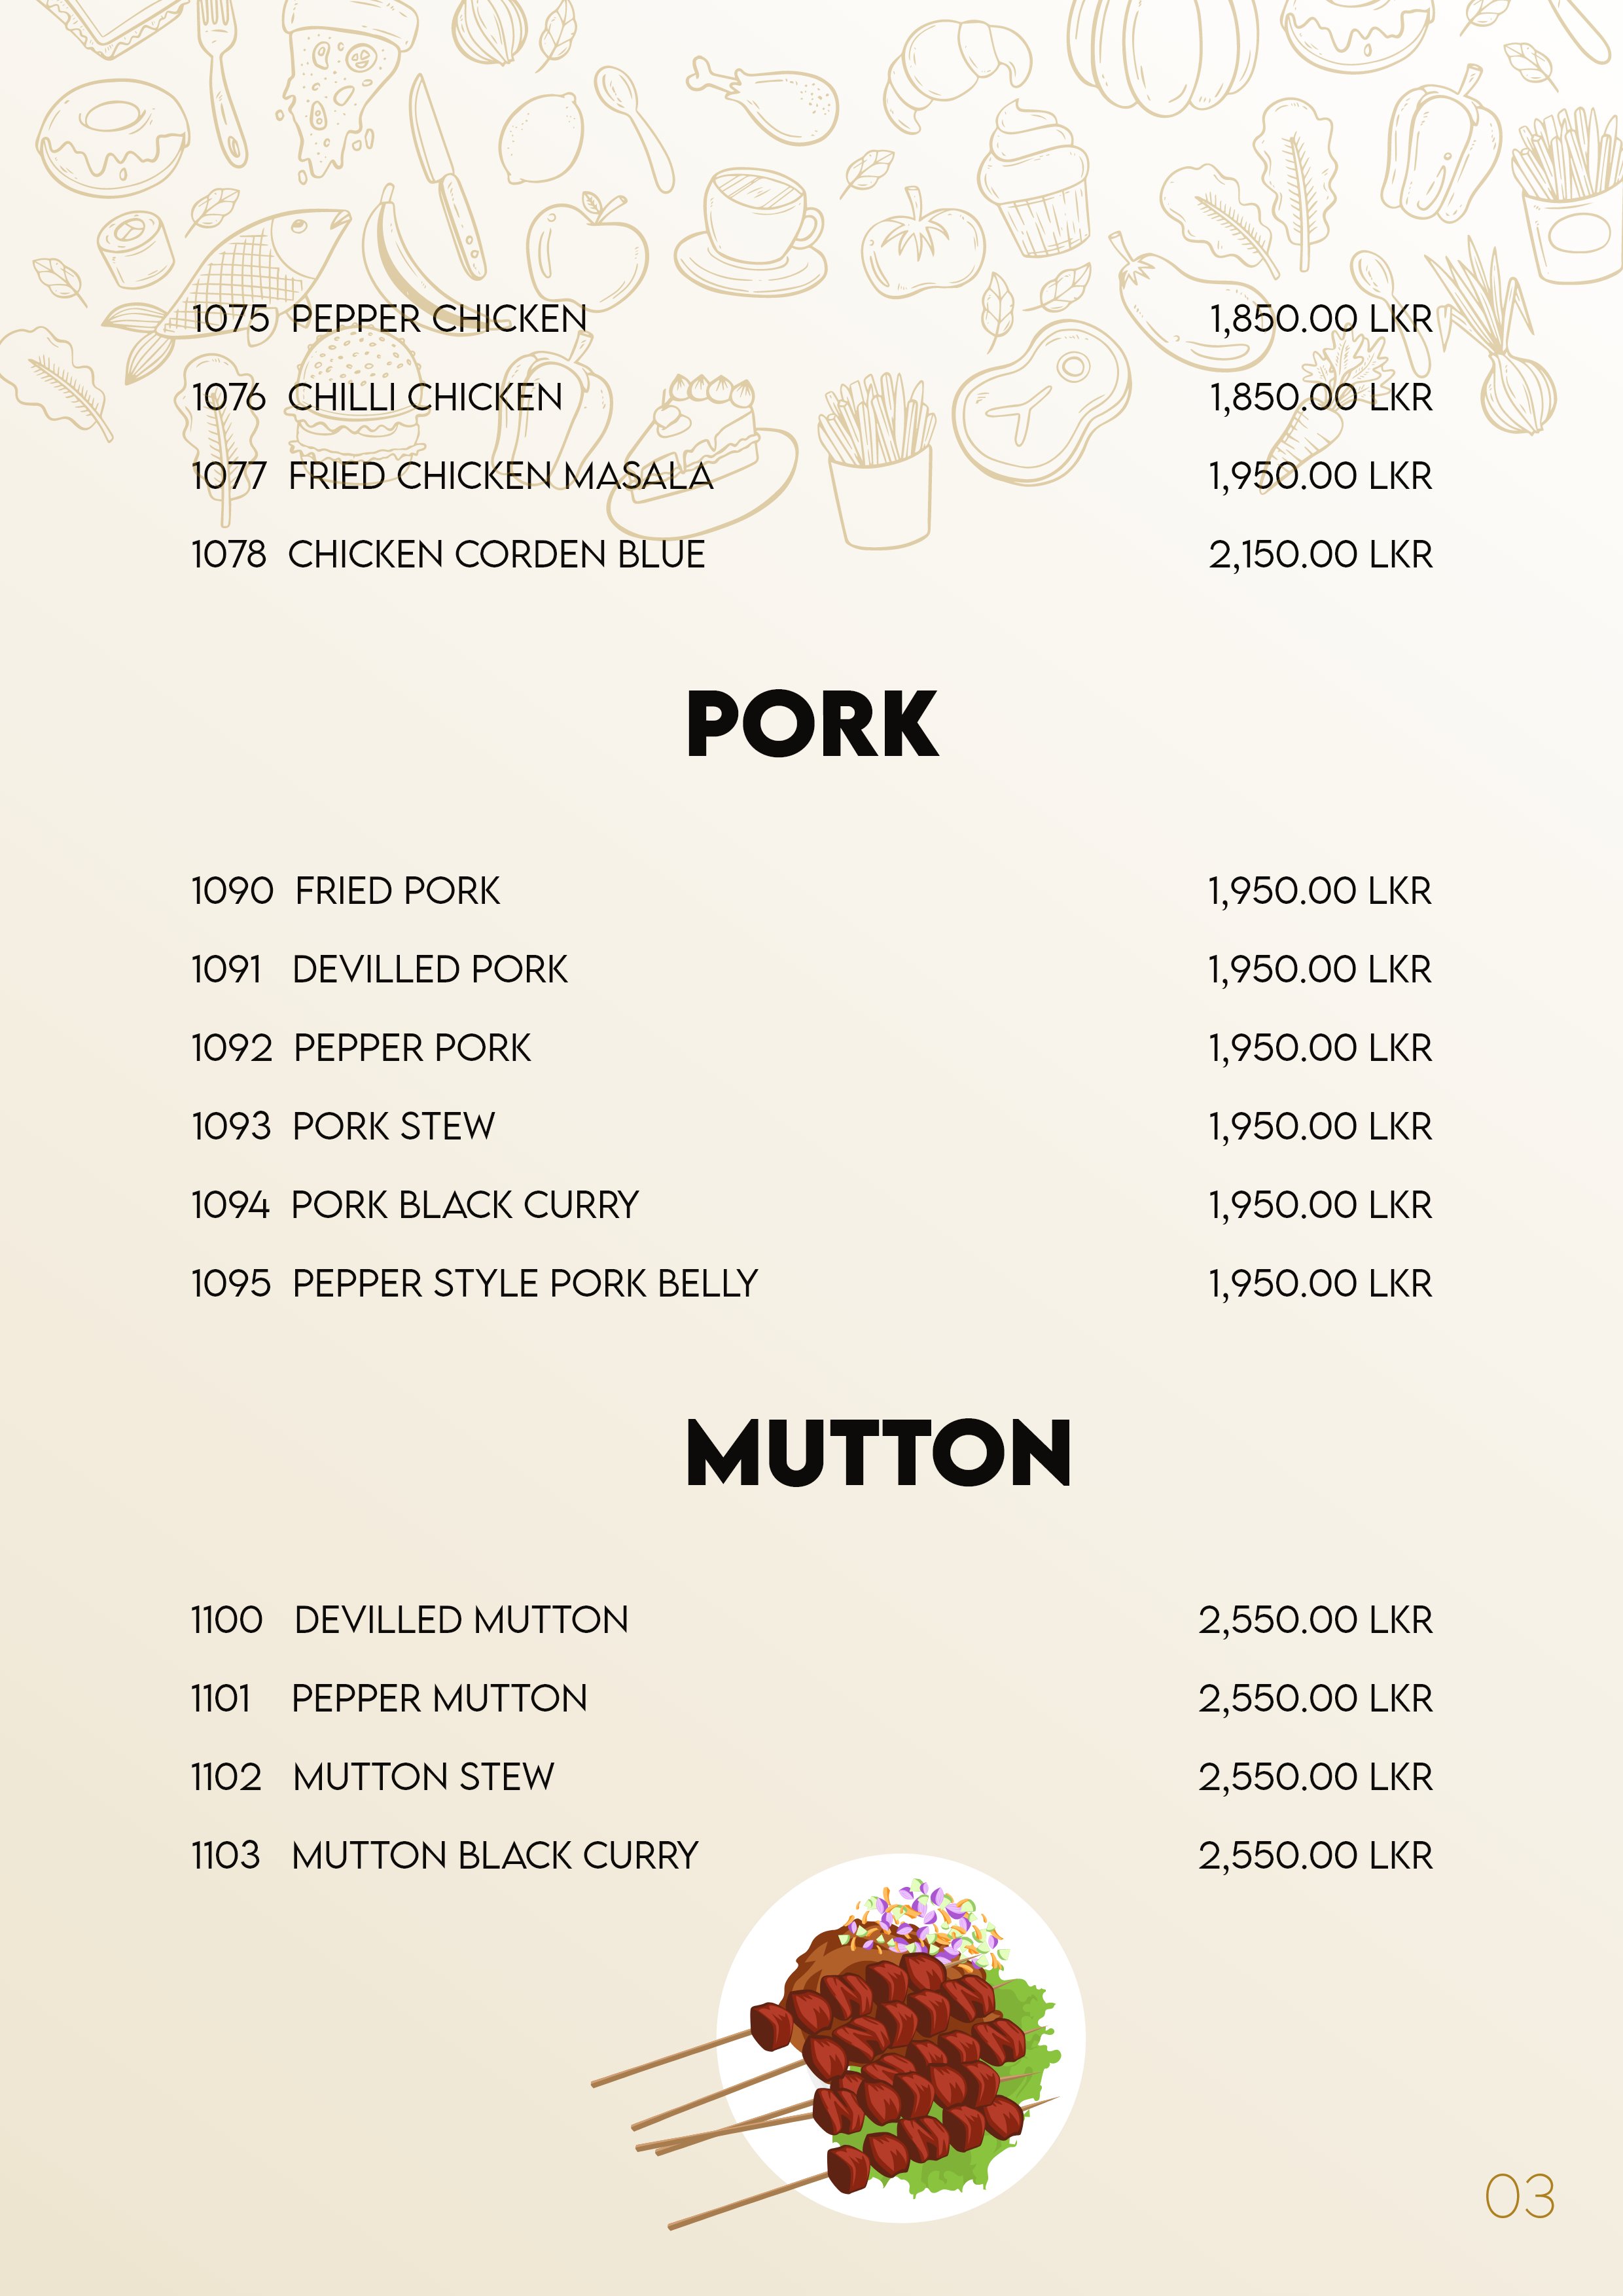 1075 PEPPER CHICKEN 1,850.00 LKR
1076 CHILLI CHICKEN 1,850.00 LKR
1077 FRIED CHICKEN MASALA 1,950.00 LKR
1078 CHICKEN CORDEN BLUE 2,150.00 LKR
PORK
1090 FRIED PORK 1,950.00 LKR
1091 DEVILLED PORK 1,950.00 LKR
1092 PEPPER PORK 1,950.00 LKR
1093 PORK STEW 1,950.00 LKR
1094 PORK BLACK CURRY 1,950.00 LKR
1095 PEPPER STYLE PORK BELLY 1,950.00 LKR
MUTTON
1100 DEVILLED MUTTON 2,550.00 LKR
1101 PEPPER MUTTON 2,550.00 LKR
1102 MUTTON STEW 2,550.00 LKR
1103 MUTTON BLACK CURRY 2,550.00 LKR
03